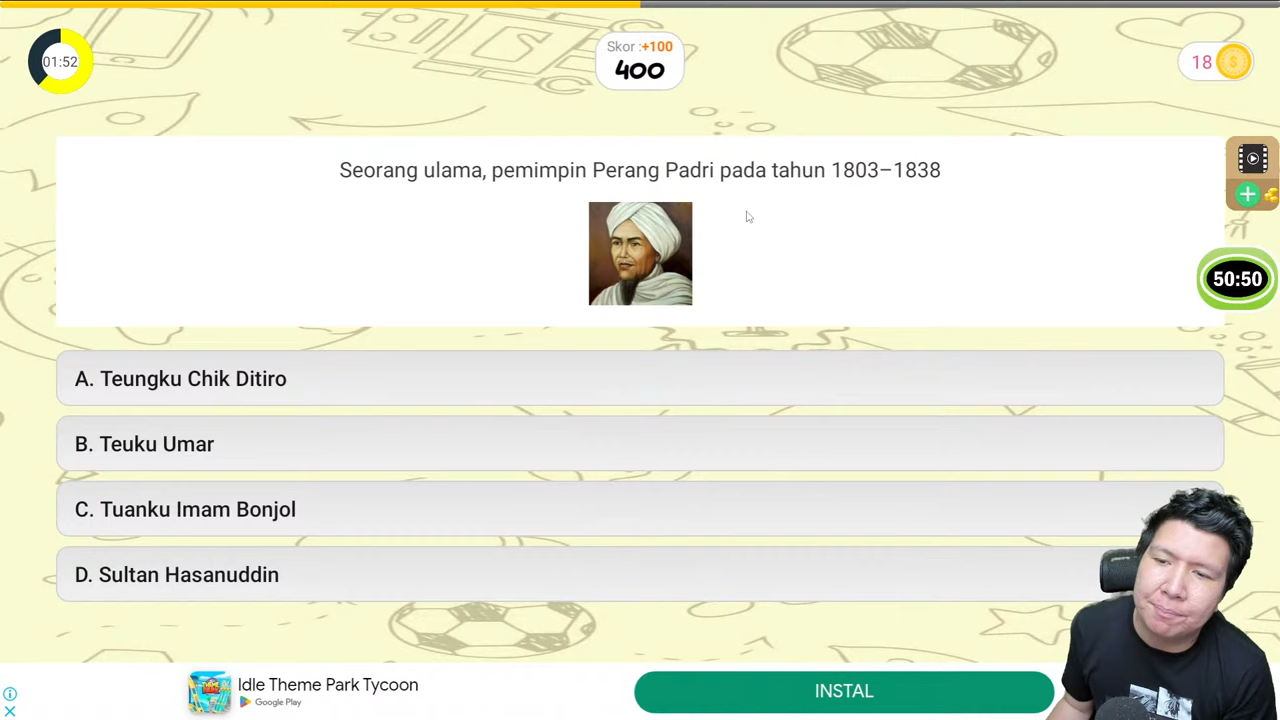 01:52
Skor :+100
400
18
Seorang ulama, pemimpin Perang Padri pada tahun 1803–1838
50:50
A. Teungku Chik Ditiro
B. Teuku Umar
C. Tuanku Imam Bonjol
D. Sultan Hasanuddin
Idle Theme Park Tycoon
Google Play
INSTAL